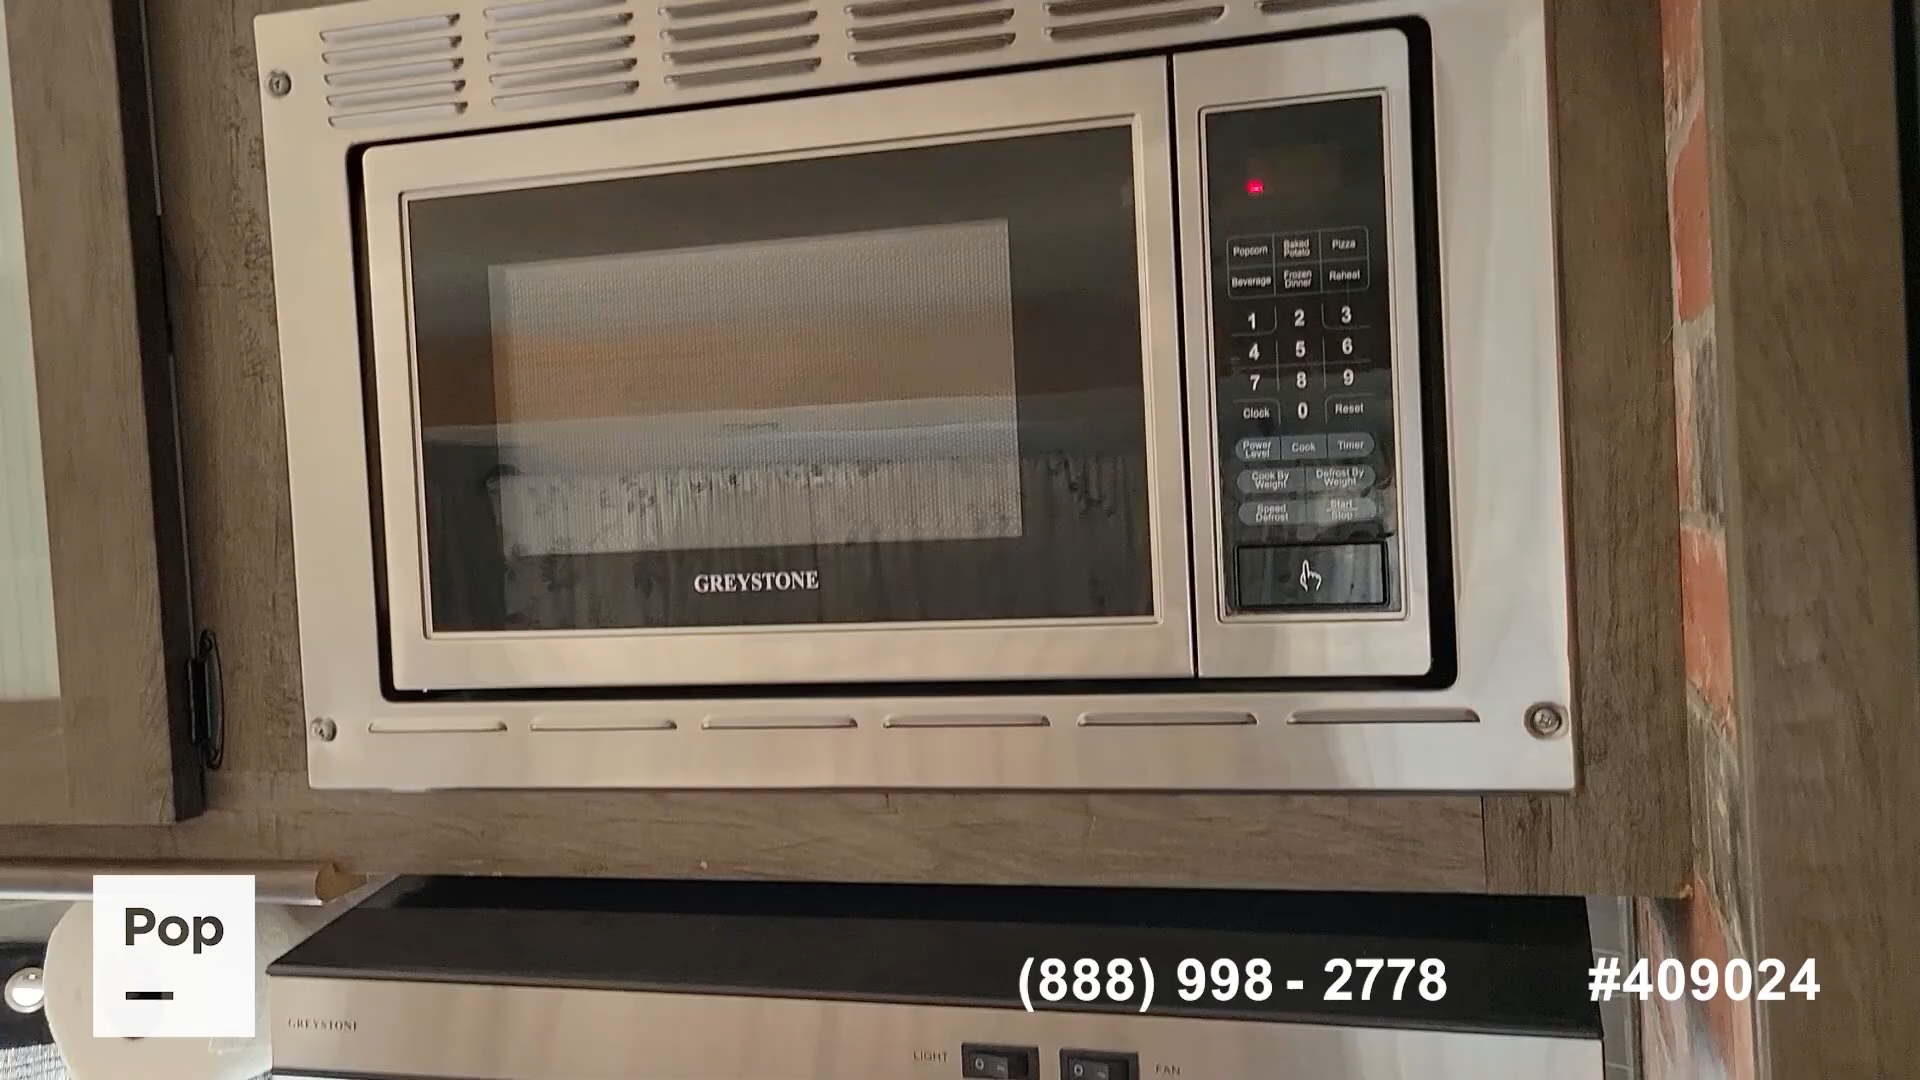 Popcorn Baked Potato Pizza
Beverage Frozen Dinner Reheat
1 2 3
4 5 6
7 8 9
Clock 0 Reset
Power Level Cook Timer
Cook By Weight Defrost By Weight
Speed Defrost Start Stop
GREYSTONE
Pop
(888) 998 - 2778 #409024
GREYSTONE
LIGHT FAN